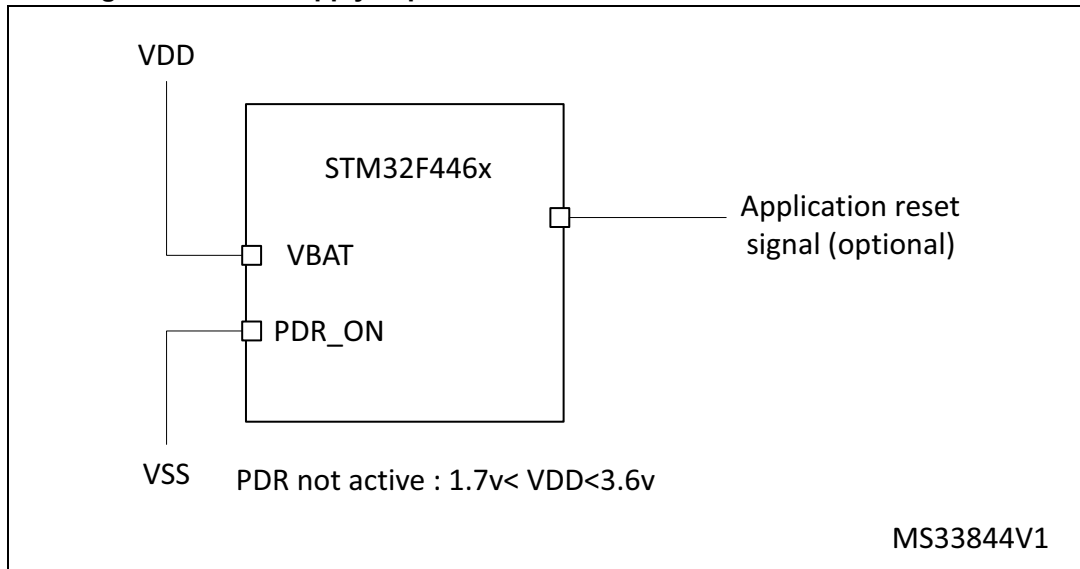 VDD
STM32F446x
Application reset
signal (optional)
VBAT
PDR_ON
VSS
PDR not active : 1.7v< VDD<3.6v
MS33844V1